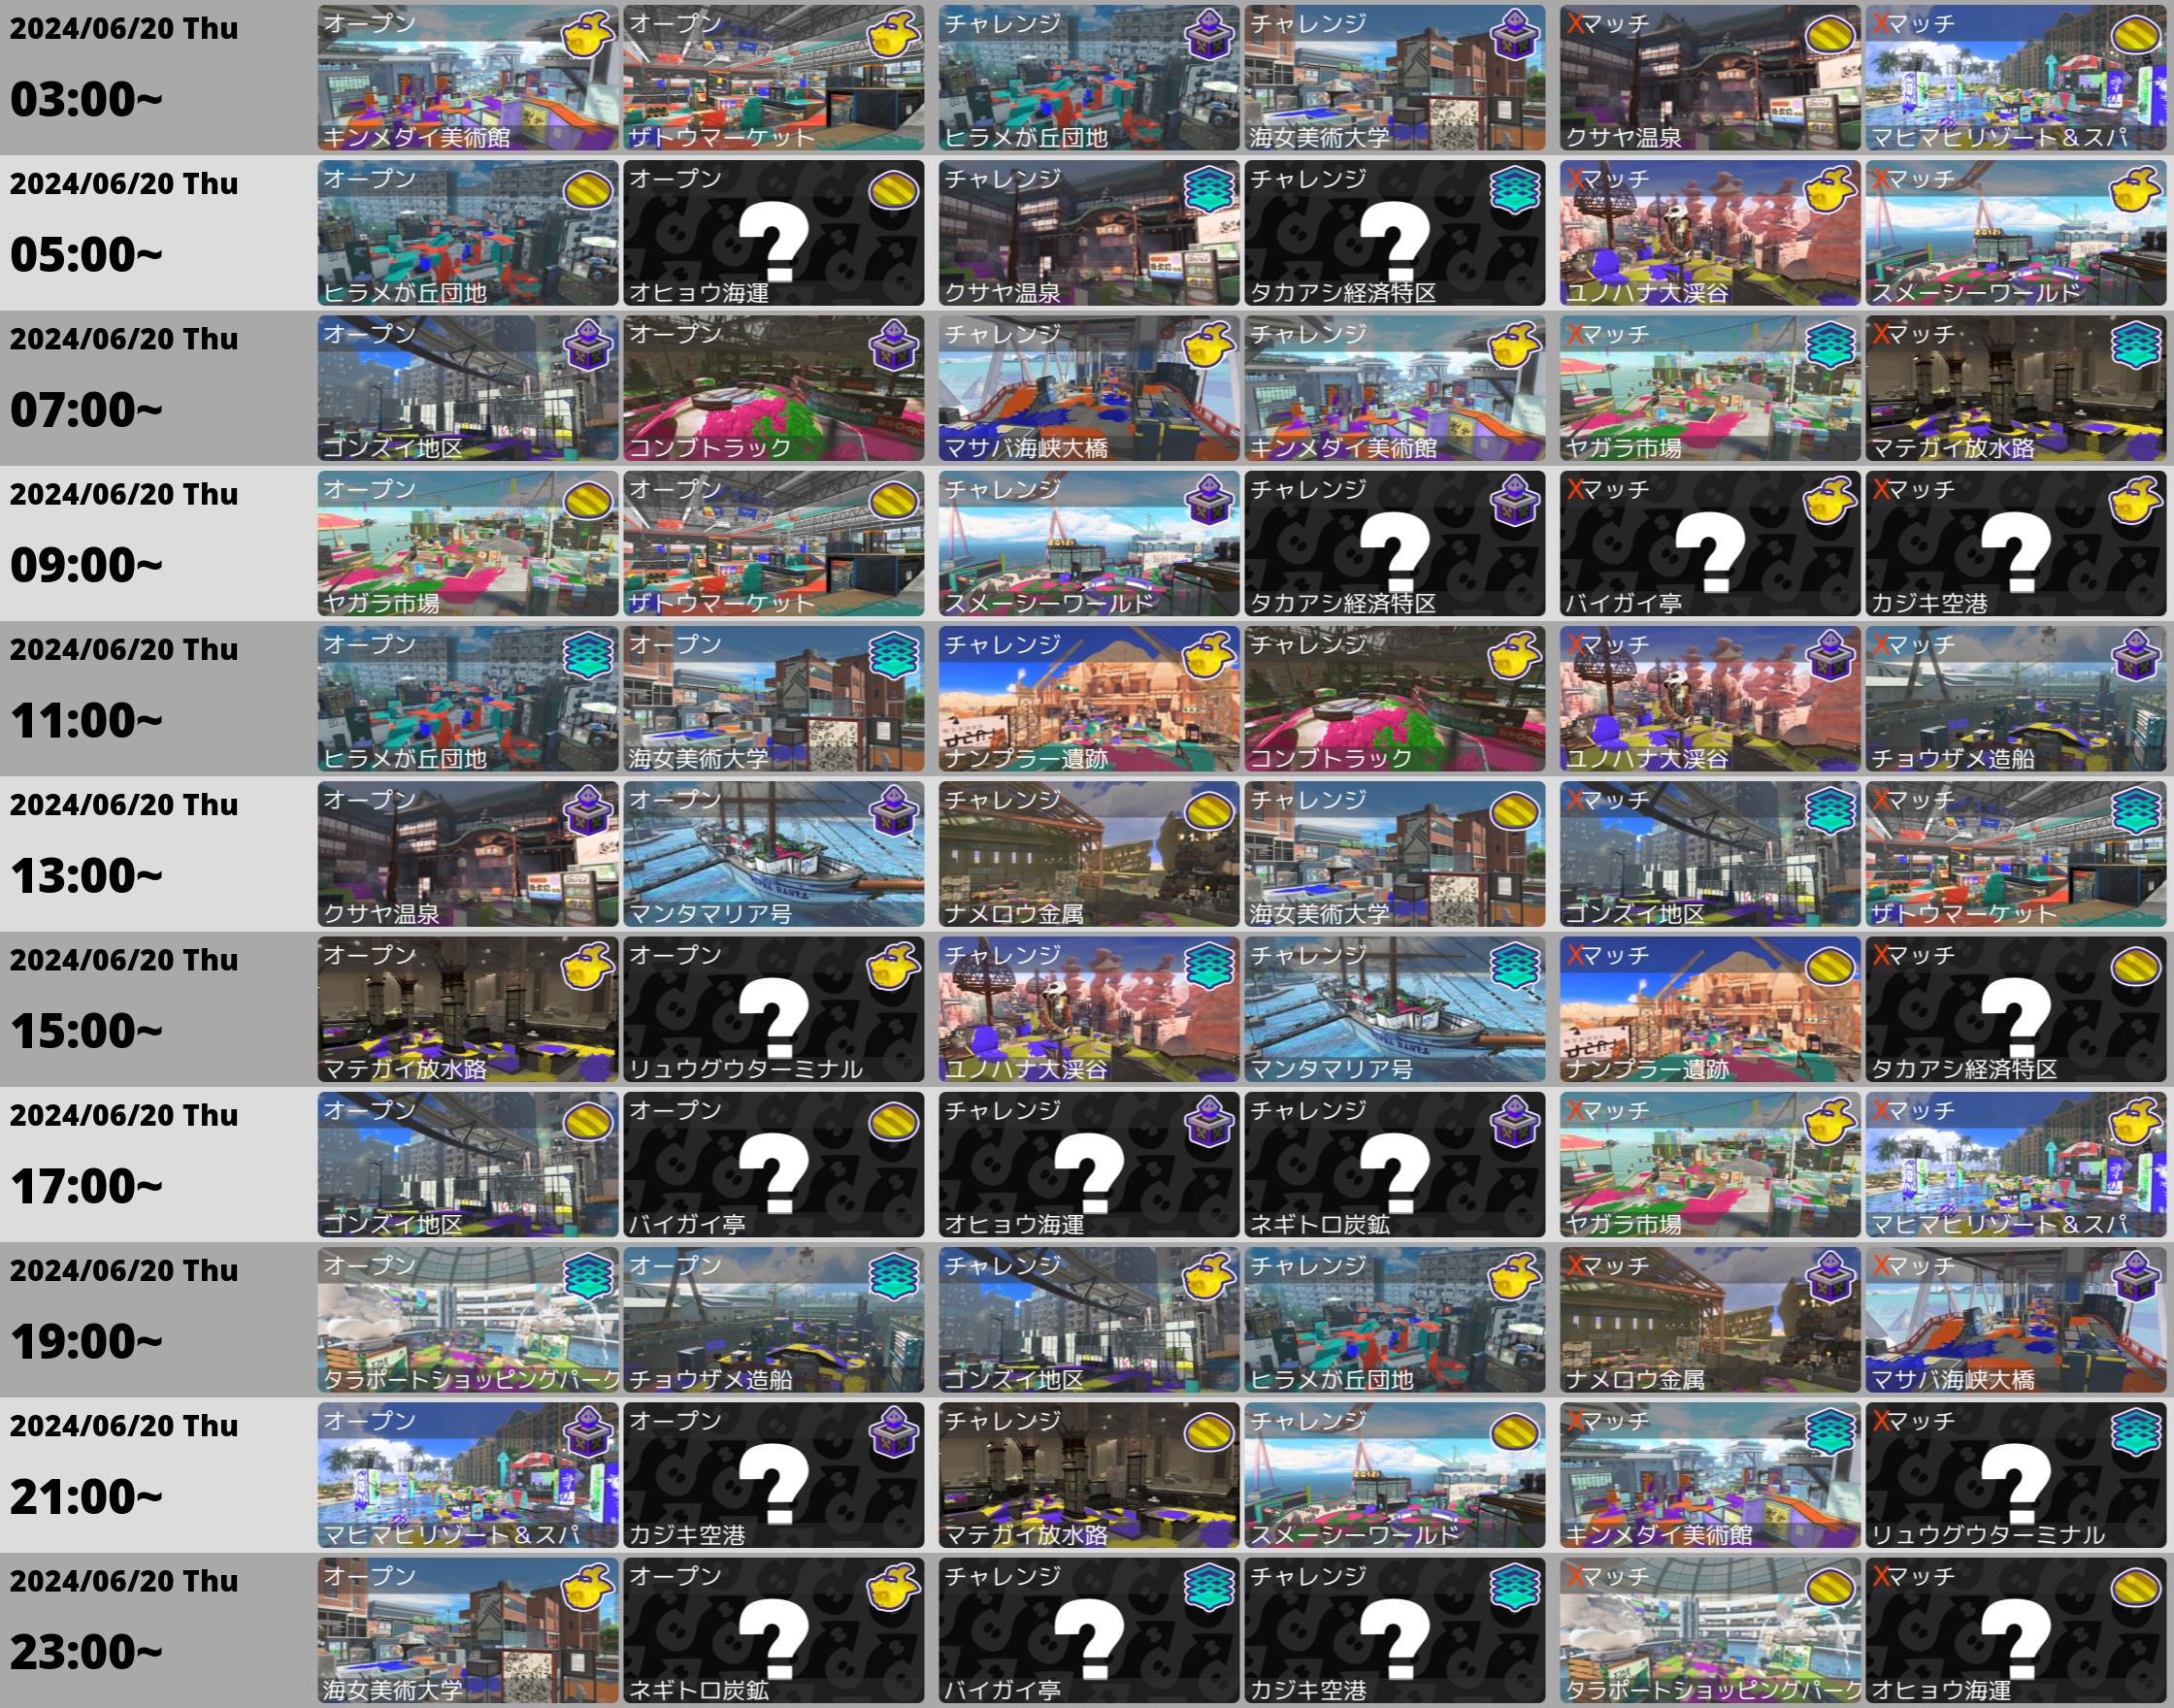 2024/06/20 Thu
03:00~
オープン
キンメダイ美術館
オープン
ザトウマーケット
チャレンジ
ヒラメが丘団地
チャレンジ
海女美術大学
Xマッチ
クサヤ温泉
Xマッチ
マヒマヒリゾート＆スパ
2024/06/20 Thu
05:00~
オープン
ヒラメが丘団地
オープン
?
オヒョウ海運
チャレンジ
クサヤ温泉
チャレンジ
?
タカアシ経済特区
Xマッチ
ユノハナ大渓谷
Xマッチ
スメーシーワールド
2024/06/20 Thu
07:00~
オープン
ゴンズイ地区
オープン
コンブトラック
チャレンジ
マサバ海峡大橋
チャレンジ
キンメダイ美術館
Xマッチ
ヤガラ市場
Xマッチ
マテガイ放水路
2024/06/20 Thu
09:00~
オープン
ヤガラ市場
オープン
ザトウマーケット
チャレンジ
スメーシーワールド
チャレンジ
?
タカアシ経済特区
Xマッチ
?
バイガイ亭
Xマッチ
?
カジキ空港
2024/06/20 Thu
11:00~
オープン
ヒラメが丘団地
オープン
海女美術大学
チャレンジ
ナンプラー遺跡
チャレンジ
コンブトラック
Xマッチ
ユノハナ大渓谷
Xマッチ
チョウザメ造船
2024/06/20 Thu
13:00~
オープン
クサヤ温泉
オープン
マンタマリア号
チャレンジ
ナメロウ金属
チャレンジ
海女美術大学
Xマッチ
ゴンズイ地区
Xマッチ
ザトウマーケット
2024/06/20 Thu
15:00~
オープン
マテガイ放水路
オープン
?
リュウグウターミナル
チャレンジ
ユノハナ大渓谷
チャレンジ
マンタマリア号
Xマッチ
ナンプラー遺跡
Xマッチ
?
タカアシ経済特区
2024/06/20 Thu
17:00~
オープン
ゴンズイ地区
オープン
?
バイガイ亭
チャレンジ
?
オヒョウ海運
チャレンジ
?
ネギトロ炭鉱
Xマッチ
ヤガラ市場
Xマッチ
マヒマヒリゾート＆スパ
2024/06/20 Thu
19:00~
オープン
タラポートショッピングパーク
オープン
チョウザメ造船
チャレンジ
ゴンズイ地区
チャレンジ
ヒラメが丘団地
Xマッチ
ナメロウ金属
Xマッチ
マサバ海峡大橋
2024/06/20 Thu
21:00~
オープン
マヒマヒリゾート＆スパ
オープン
?
カジキ空港
チャレンジ
マテガイ放水路
チャレンジ
スメーシーワールド
Xマッチ
キンメダイ美術館
Xマッチ
?
リュウグウターミナル
2024/06/20 Thu
23:00~
オープン
海女美術大学
オープン
?
ネギトロ炭鉱
チャレンジ
?
バイガイ亭
チャレンジ
?
カジキ空港
Xマッチ
タラポートショッピングパーク
Xマッチ
?
オヒョウ海運